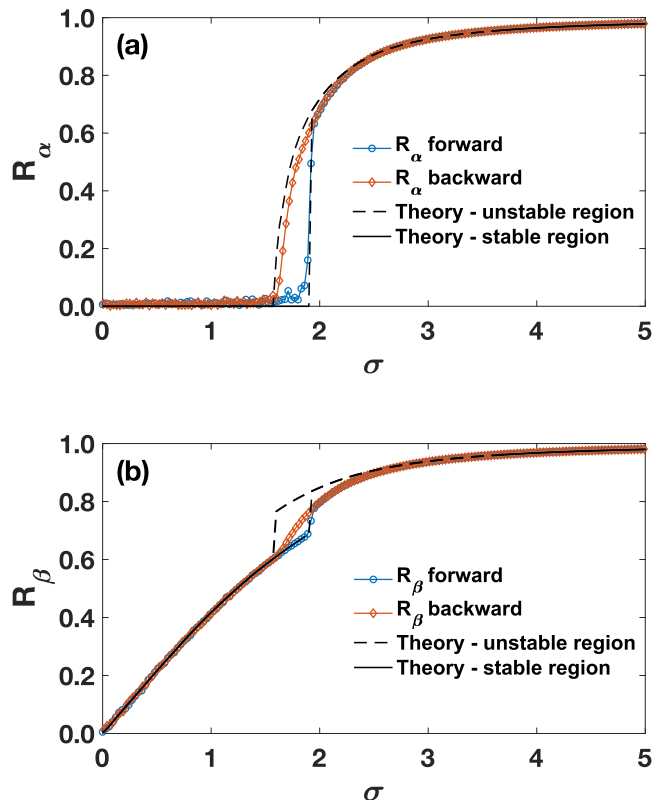 (a)
1.0
0.8
0.6
0.4
0.2
0.0
R_α
R_α forward
R_α backward
Theory - unstable region
Theory - stable region
0 1 2 3 4 5
σ
(b)
1.0
0.8
0.6
0.4
0.2
0.0
R_β
R_β forward
R_β backward
Theory - unstable region
Theory - stable region
0 1 2 3 4 5
σ